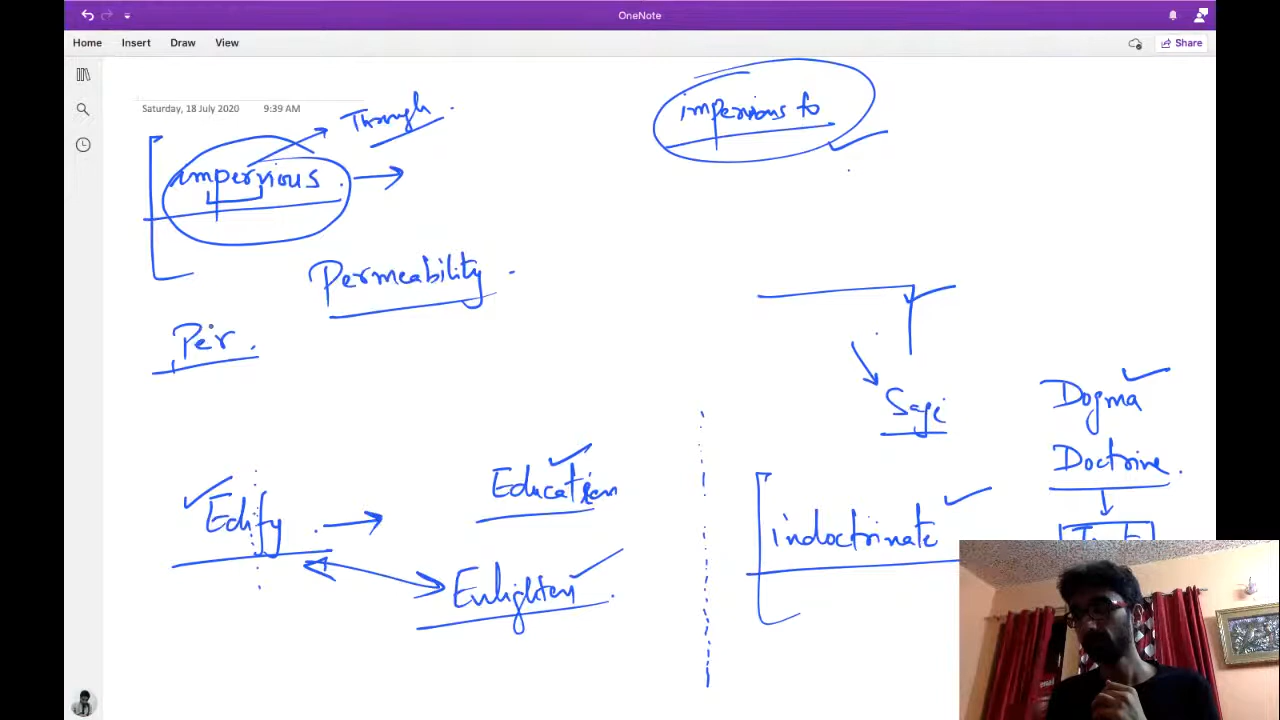 OneNote
Home Insert Draw View
Share
Saturday, 18 July 2020 9:39 AM
Through.
impervious to
impervious.
Permeability.
Per.
Sagi
Dogma
Doctrine.
Education
Edify.
indoctrinate
Enlighten.